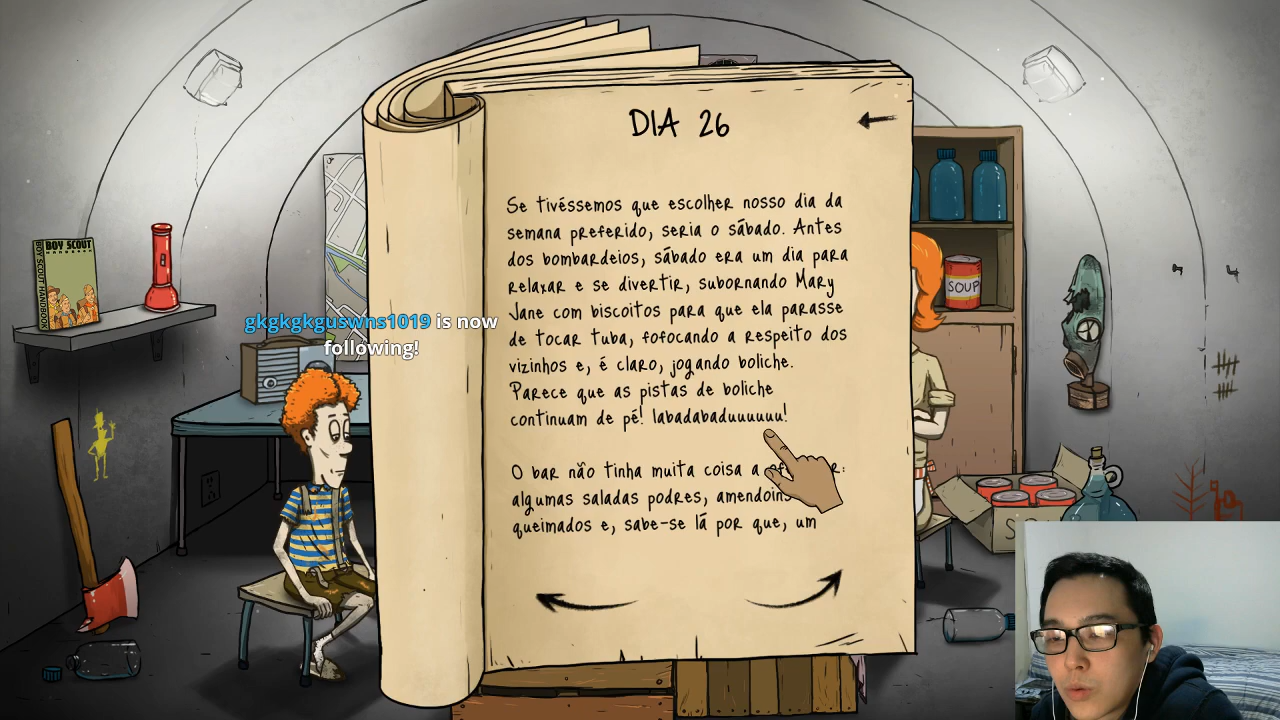 DIA 26
Se tivéssemos que escolher nosso dia da
semana preferido, seria o sábado. Antes
dos bombardeios, sábado era um dia para
relaxar e se divertir, subornando Mary
Jane com biscoitos para que ela parasse
de tocar tuba, fofocando a respeito dos
vizinhos e, é claro, jogando boliche.
Parece que as pistas de boliche
continuam de pé! Iabadabaduuuuuu!
O bar não tinha muita coisa a
algumas saladas podres, amendoins
queimados e, sabe-se lá por que, um
BOY SCOUT
BOY SCOUT HANDBOOK
gkgkgkguswns1019 is now
following!
SOUP